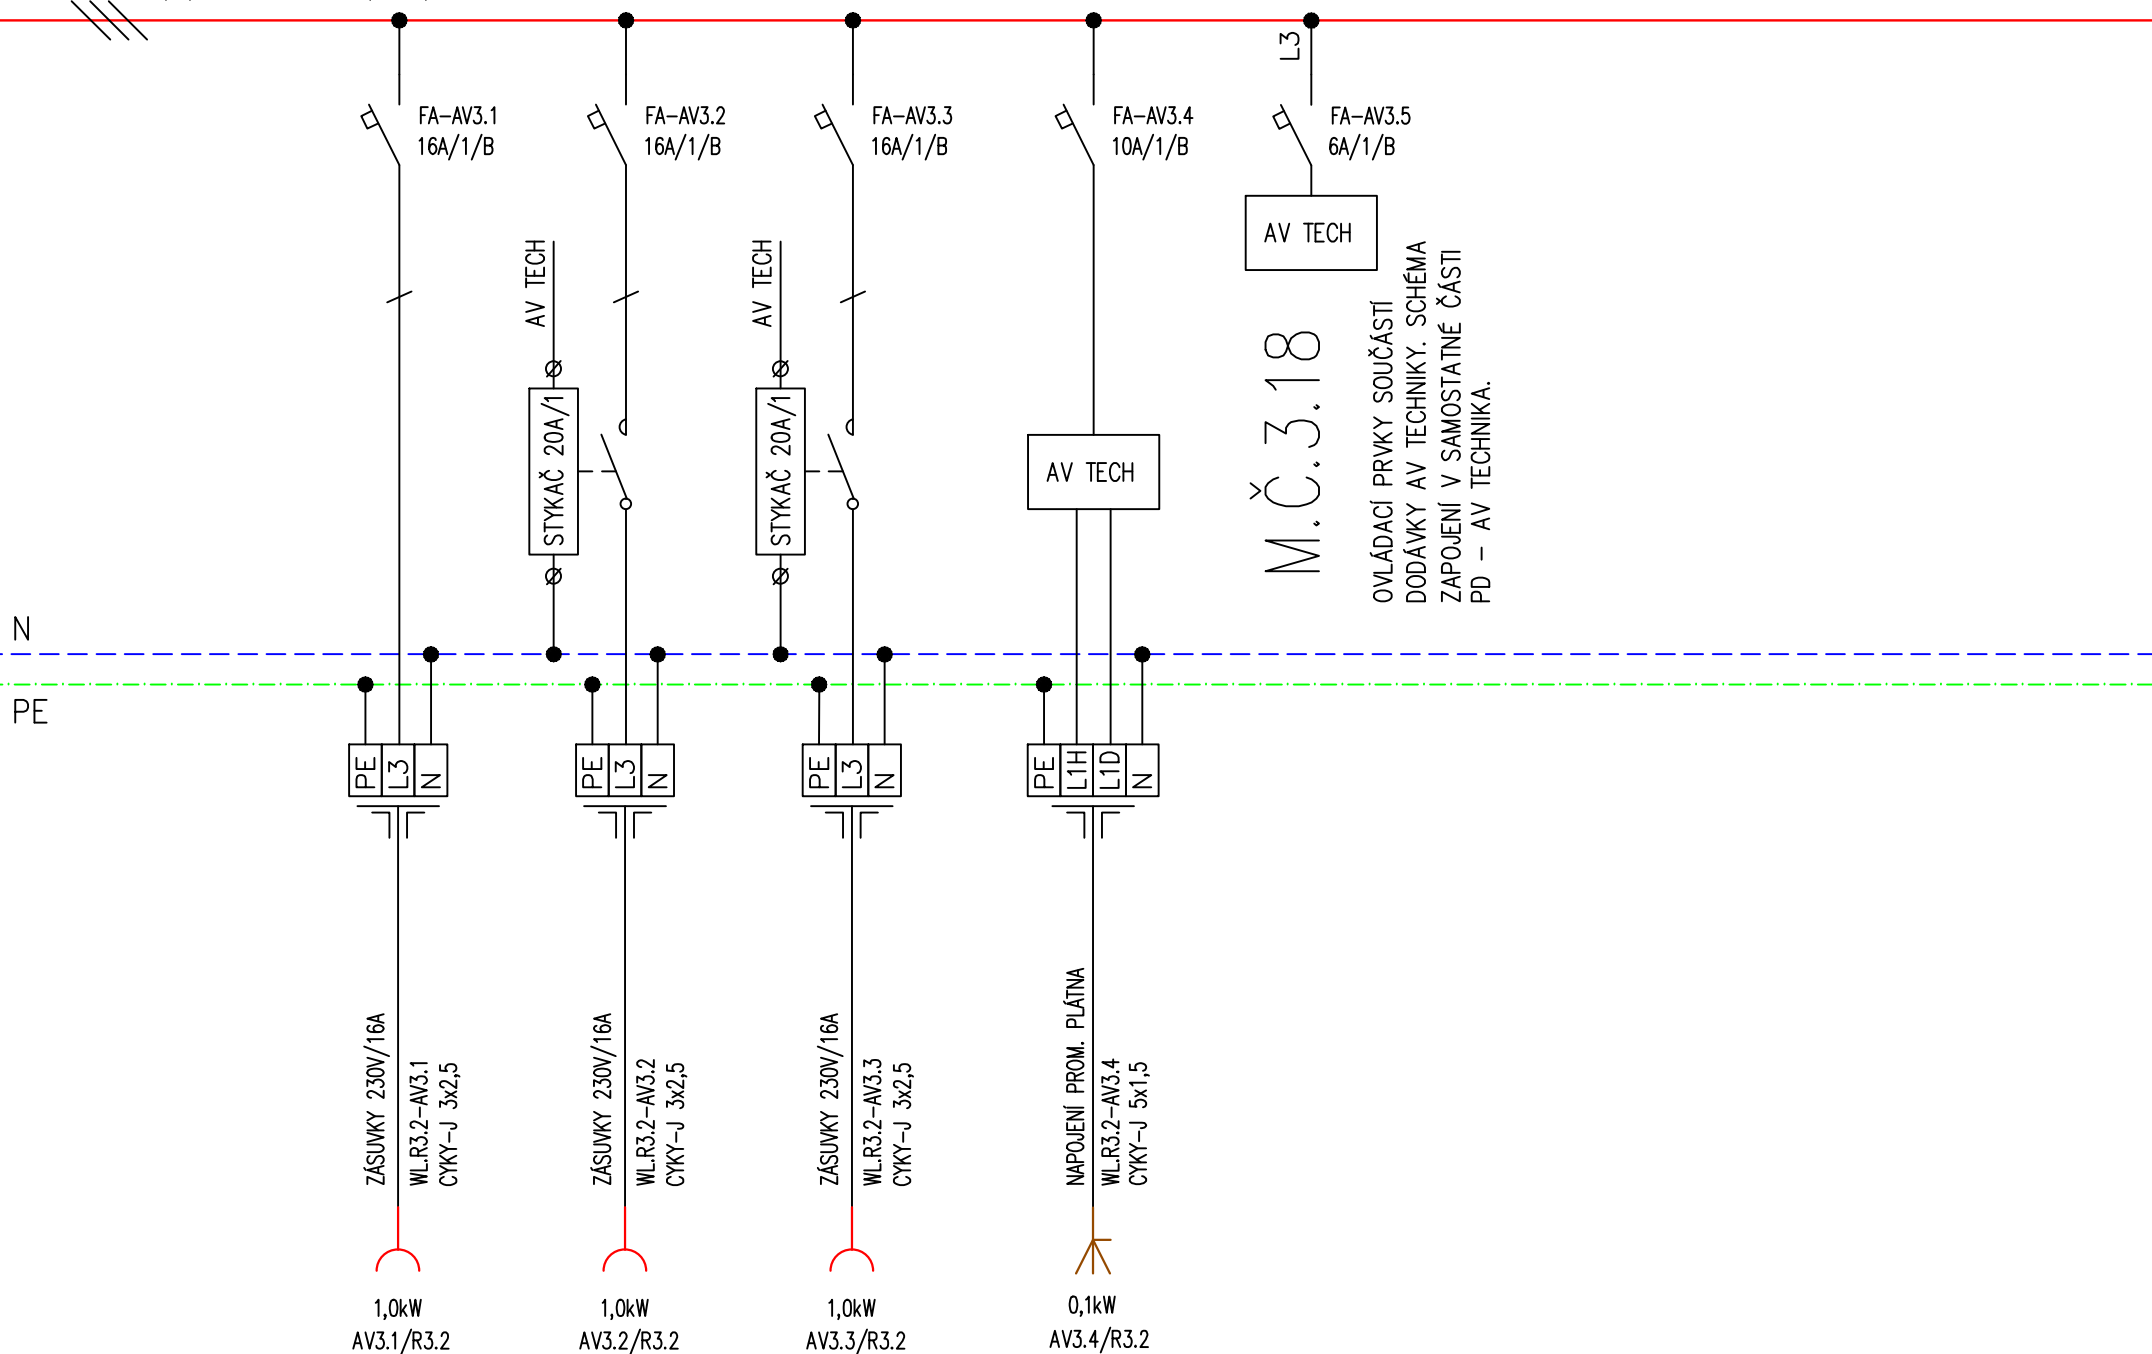 L3
FA-AV3.1
16A/1/B
FA-AV3.2
16A/1/B
FA-AV3.3
16A/1/B
FA-AV3.4
10A/1/B
FA-AV3.5
6A/1/B
AV TECH
AV TECH
AV TECH
STYKAČ 20A/1
STYKAČ 20A/1
AV TECH
M.Č.3.18
OVLÁDACÍ PRVKY SOUČÁSTÍ
DODÁVKY AV TECHNIKY. SCHÉMA
ZAPOJENÍ V SAMOSTATNÉ ČÁSTI
PD - AV TECHNIKA.
N
PE
PE L3 N
PE L3 N
PE L3 N
PE L1H L1D N
ZÁSUVKY 230V/16A
WL.R3.2-AV3.1
CYKY-J 3x2,5
ZÁSUVKY 230V/16A
WL.R3.2-AV3.2
CYKY-J 3x2,5
ZÁSUVKY 230V/16A
WL.R3.2-AV3.3
CYKY-J 3x2,5
NAPOJENÍ PROM. PLÁTNA
WL.R3.2-AV3.4
CYKY-J 5x1,5
1,0kW
AV3.1/R3.2
1,0kW
AV3.2/R3.2
1,0kW
AV3.3/R3.2
0,1kW
AV3.4/R3.2